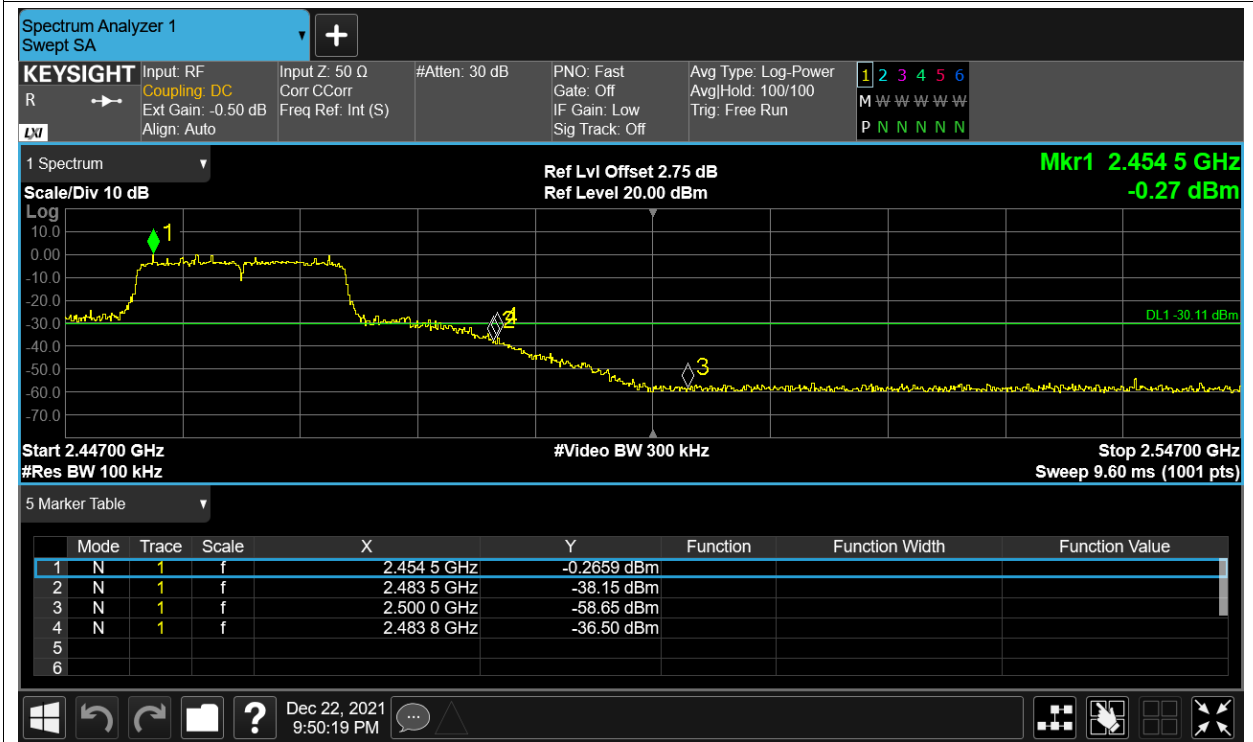 Spectrum Analyzer 1
Swept SA
+
KEYSIGHT Input: RF Input Z: 50 Ω #Atten: 30 dB PNO: Fast Avg Type: Log-Power 1 2 3 4 5 6
R Coupling: DC Corr CCorr Gate: Off Avg|Hold: 100/100 M W W W W W
Ext Gain: -0.50 dB Freq Ref: Int (S) IF Gain: Low Trig: Free Run
LXI Align: Auto Sig Track: Off P N N N N N
1 Spectrum Ref Lvl Offset 2.75 dB Mkr1 2.454 5 GHz
Scale/Div 10 dB Ref Level 20.00 dBm -0.27 dBm
Log
10.0
1
0.00
-10.0
-20.0
-30.0
2
4
DL1 -30.11 dBm
-40.0
-50.0
3
-60.0
-70.0
Start 2.44700 GHz #Video BW 300 kHz Stop 2.54700 GHz
#Res BW 100 kHz Sweep 9.60 ms (1001 pts)
5 Marker Table
Mode Trace Scale X Y Function Function Width Function Value
1 N 1 f 2.454 5 GHz -0.2659 dBm
2 N 1 f 2.483 5 GHz -38.15 dBm
3 N 1 f 2.500 0 GHz -58.65 dBm
4 N 1 f 2.483 8 GHz -36.50 dBm
5
6
? Dec 22, 2021
9:50:19 PM